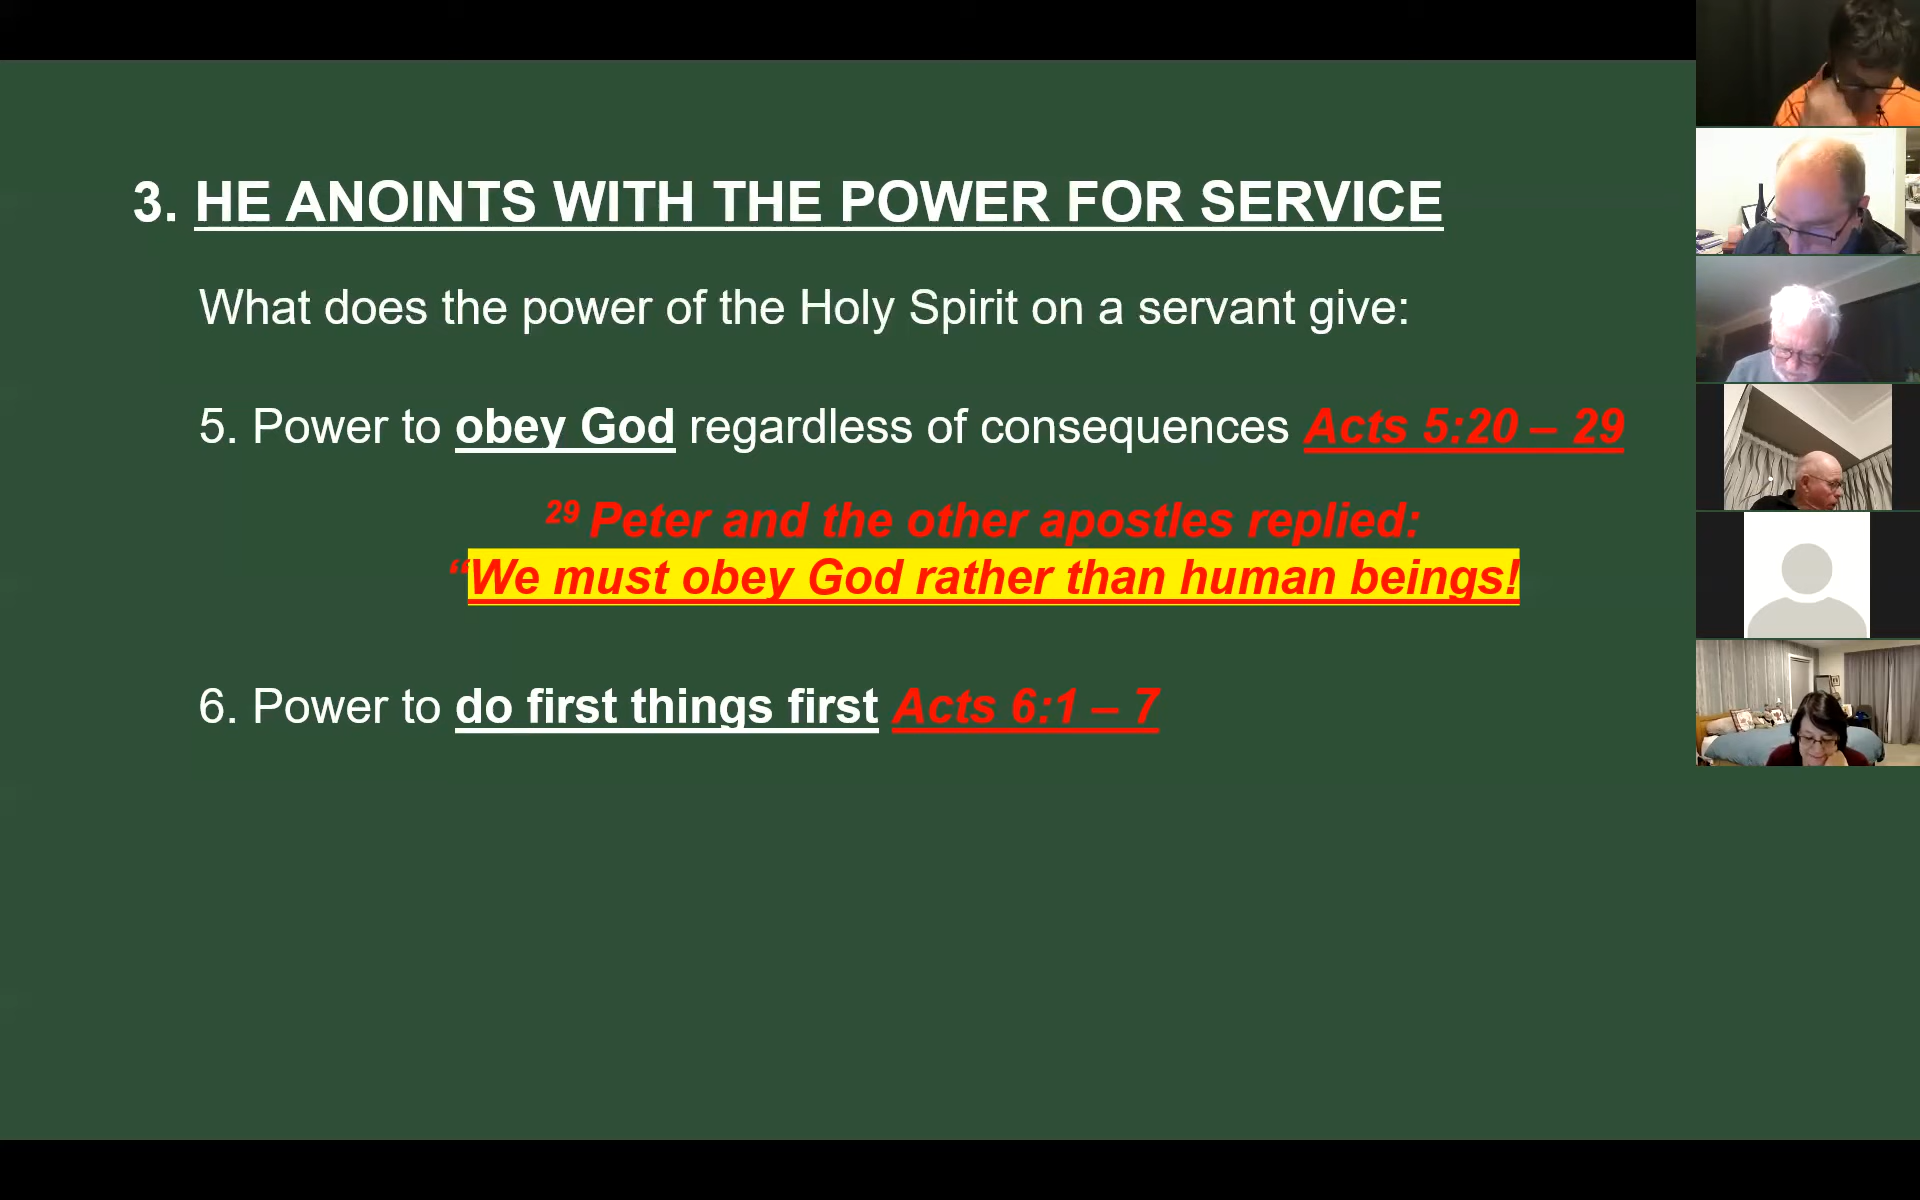 3. HE ANOINTS WITH THE POWER FOR SERVICE
What does the power of the Holy Spirit on a servant give:
5. Power to obey God regardless of consequences Acts 5:20 – 29
29 Peter and the other apostles replied:
“We must obey God rather than human beings!
6. Power to do first things first Acts 6:1 – 7